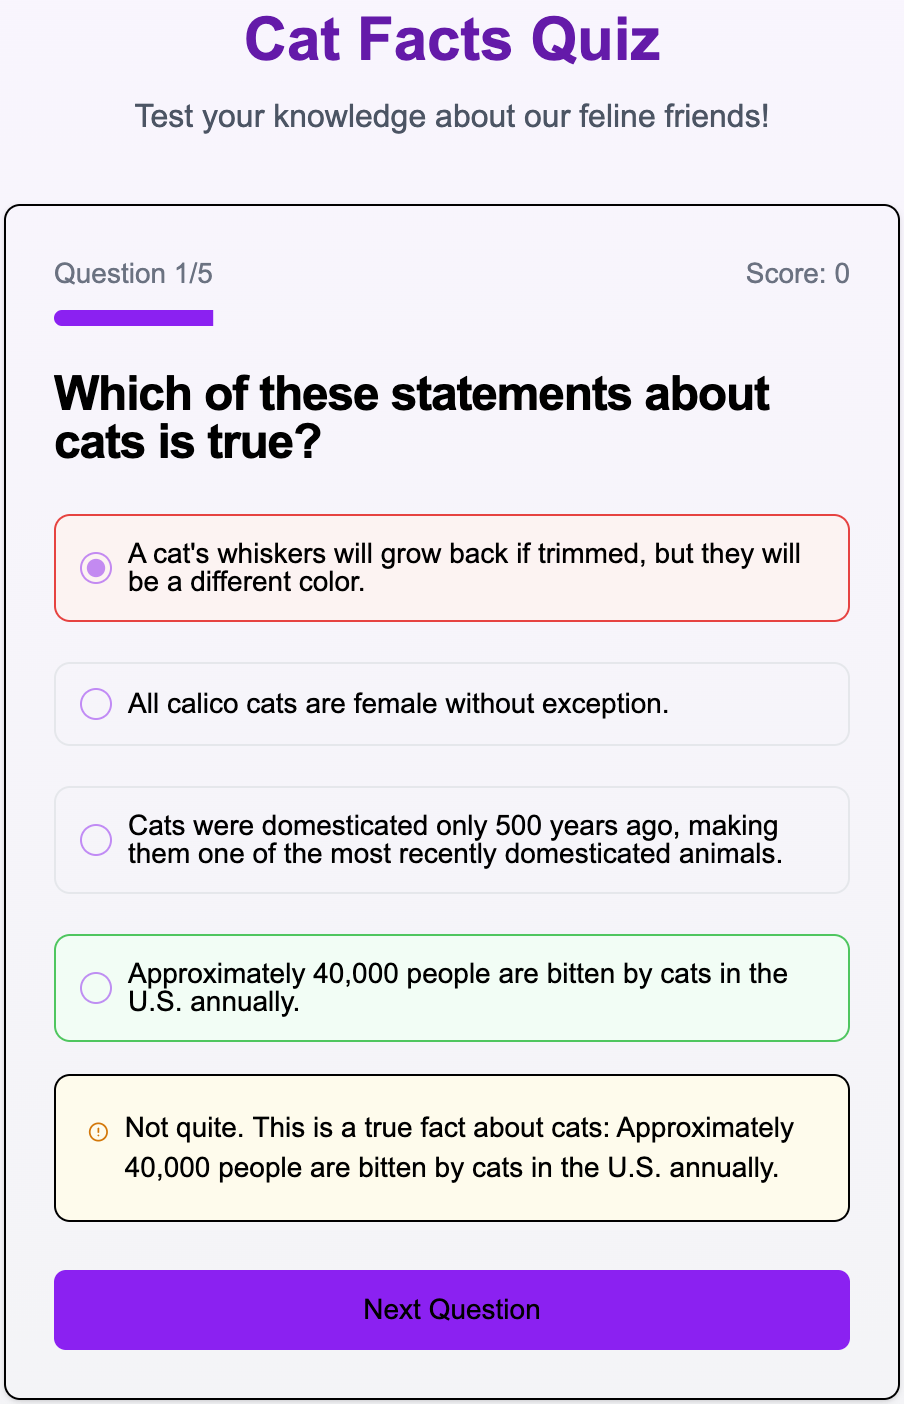 Cat Facts Quiz
Test your knowledge about our feline friends!
Question 1/5
Score: 0
Which of these statements about
cats is true?
A cat's whiskers will grow back if trimmed, but they will
be a different color.
All calico cats are female without exception.
Cats were domesticated only 500 years ago, making
them one of the most recently domesticated animals.
Approximately 40,000 people are bitten by cats in the
U.S. annually.
Not quite. This is a true fact about cats: Approximately
40,000 people are bitten by cats in the U.S. annually.
Next Question